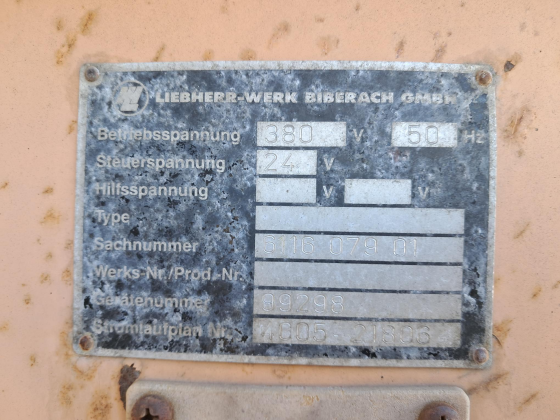 LIEBHERR-WERK BIBERACH GMBH
Betriebsspannung 380 V 50 Hz
Steuerspannung 24 V
Hilfsspannung V V
Type
Sachnummer 5116 079 01
Werks-Nr./Prod.-Nr.
Gerätenummer 09298
Stromlaufplan Nr.